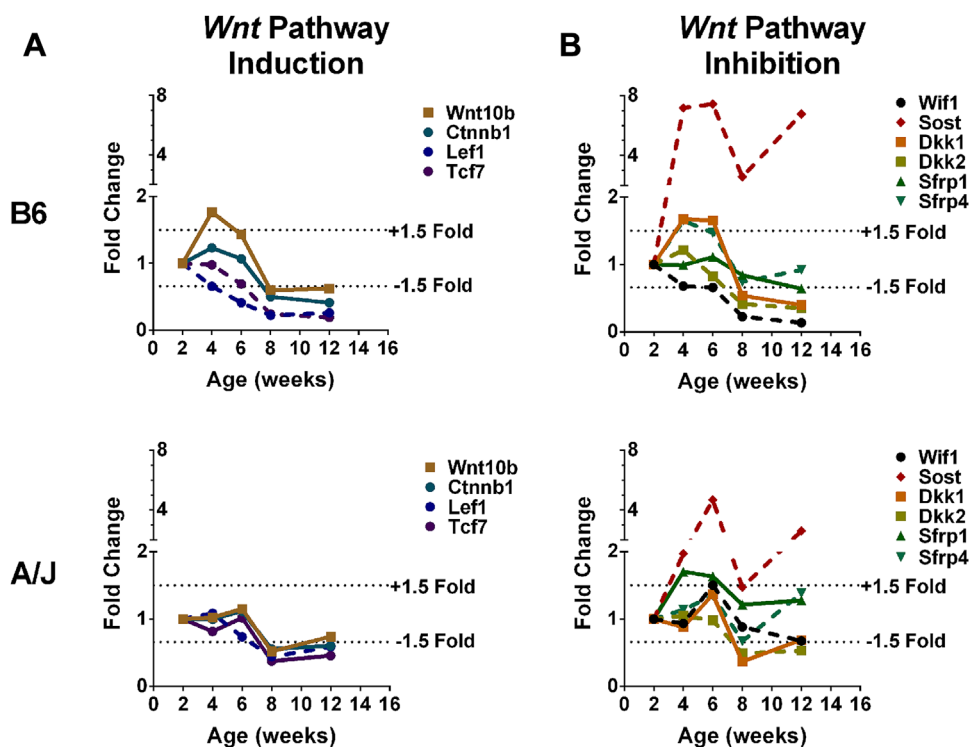 A
Wnt Pathway
Induction
B
Wnt Pathway
Inhibition
B6
Fold Change
8
4
2
1
0
+1.5 Fold
-1.5 Fold
0 2 4 6 8 10 12 14 16
Age (weeks)
Wnt10b
Ctnnb1
Lef1
Tcf7
Fold Change
8
4
2
1
0
+1.5 Fold
-1.5 Fold
0 2 4 6 8 10 12 14 16
Age (weeks)
Wif1
Sost
Dkk1
Dkk2
Sfrp1
Sfrp4
A/J
Fold Change
8
4
2
1
0
+1.5 Fold
-1.5 Fold
0 2 4 6 8 10 12 14 16
Age (weeks)
Wnt10b
Ctnnb1
Lef1
Tcf7
Fold Change
8
4
2
1
0
+1.5 Fold
-1.5 Fold
0 2 4 6 8 10 12 14 16
Age (weeks)
Wif1
Sost
Dkk1
Dkk2
Sfrp1
Sfrp4